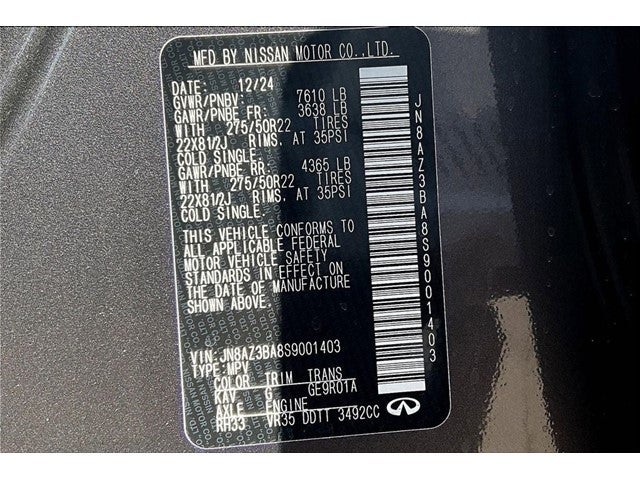 MFD BY NISSAN MOTOR CO.,LTD.
DATE: 12/24
GVWR/PNBV: 7610 LB
GAWR/PNBE FR: 3638 LB
WITH 275/50R22 TIRES
22X81/2J RIMS, AT 35PSI
COLD SINGLE.
GAWR/PNBE RR: 4365 LB
WITH 275/50R22 TIRES
22X81/2J RIMS, AT 35PSI
COLD SINGLE.
THIS VEHICLE CONFORMS TO
ALL APPLICABLE FEDERAL
MOTOR VEHICLE SAFETY
STANDARDS IN EFFECT ON
THE DATE OF MANUFACTURE
SHOWN ABOVE.
VIN:JN8AZ3BA8S9001403
TYPE:MPV
COLOR TRIM TRANS
KAV G GE9R01A
AXLE ENGINE
RH33 VR35 DDTT 3492CC
JN8AZ3BA8S9001403
INFINITI